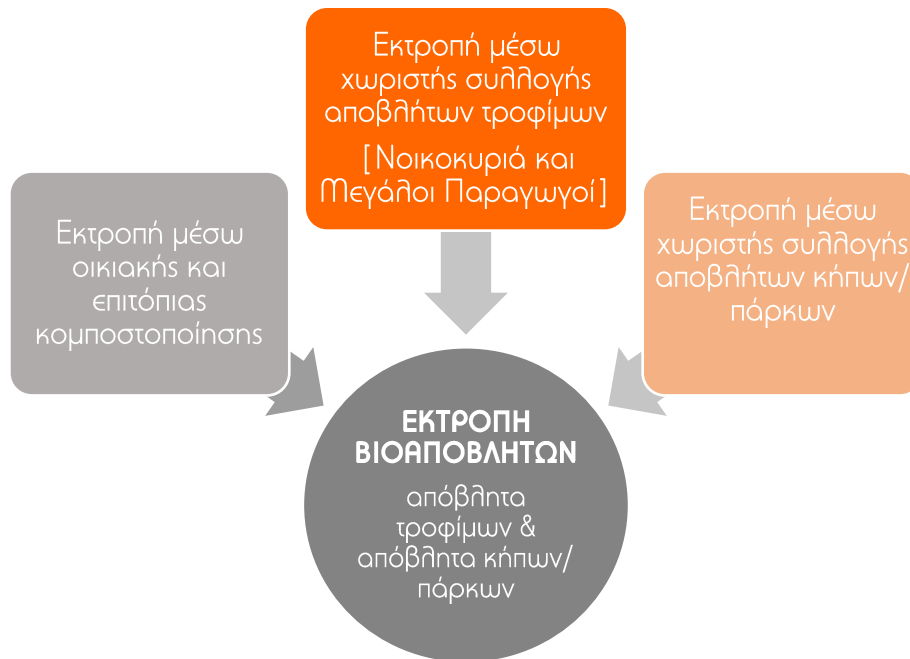 Εκτροπή μέσω
χωριστής συλλογής
αποβλήτων τροφίμων
[Νοικοκυριά και
Μεγάλοι Παραγωγοί]
Εκτροπή μέσω
οικιακής και
επιτόπιας
κομποστοποίησης
Εκτροπή μέσω
χωριστής συλλογής
αποβλήτων κήπων/
πάρκων
ΕΚΤΡΟΠΗ
ΒΙΟΑΠΟΒΛΗΤΩΝ
απόβλητα
τροφίμων &
απόβλητα κήπων/
πάρκων